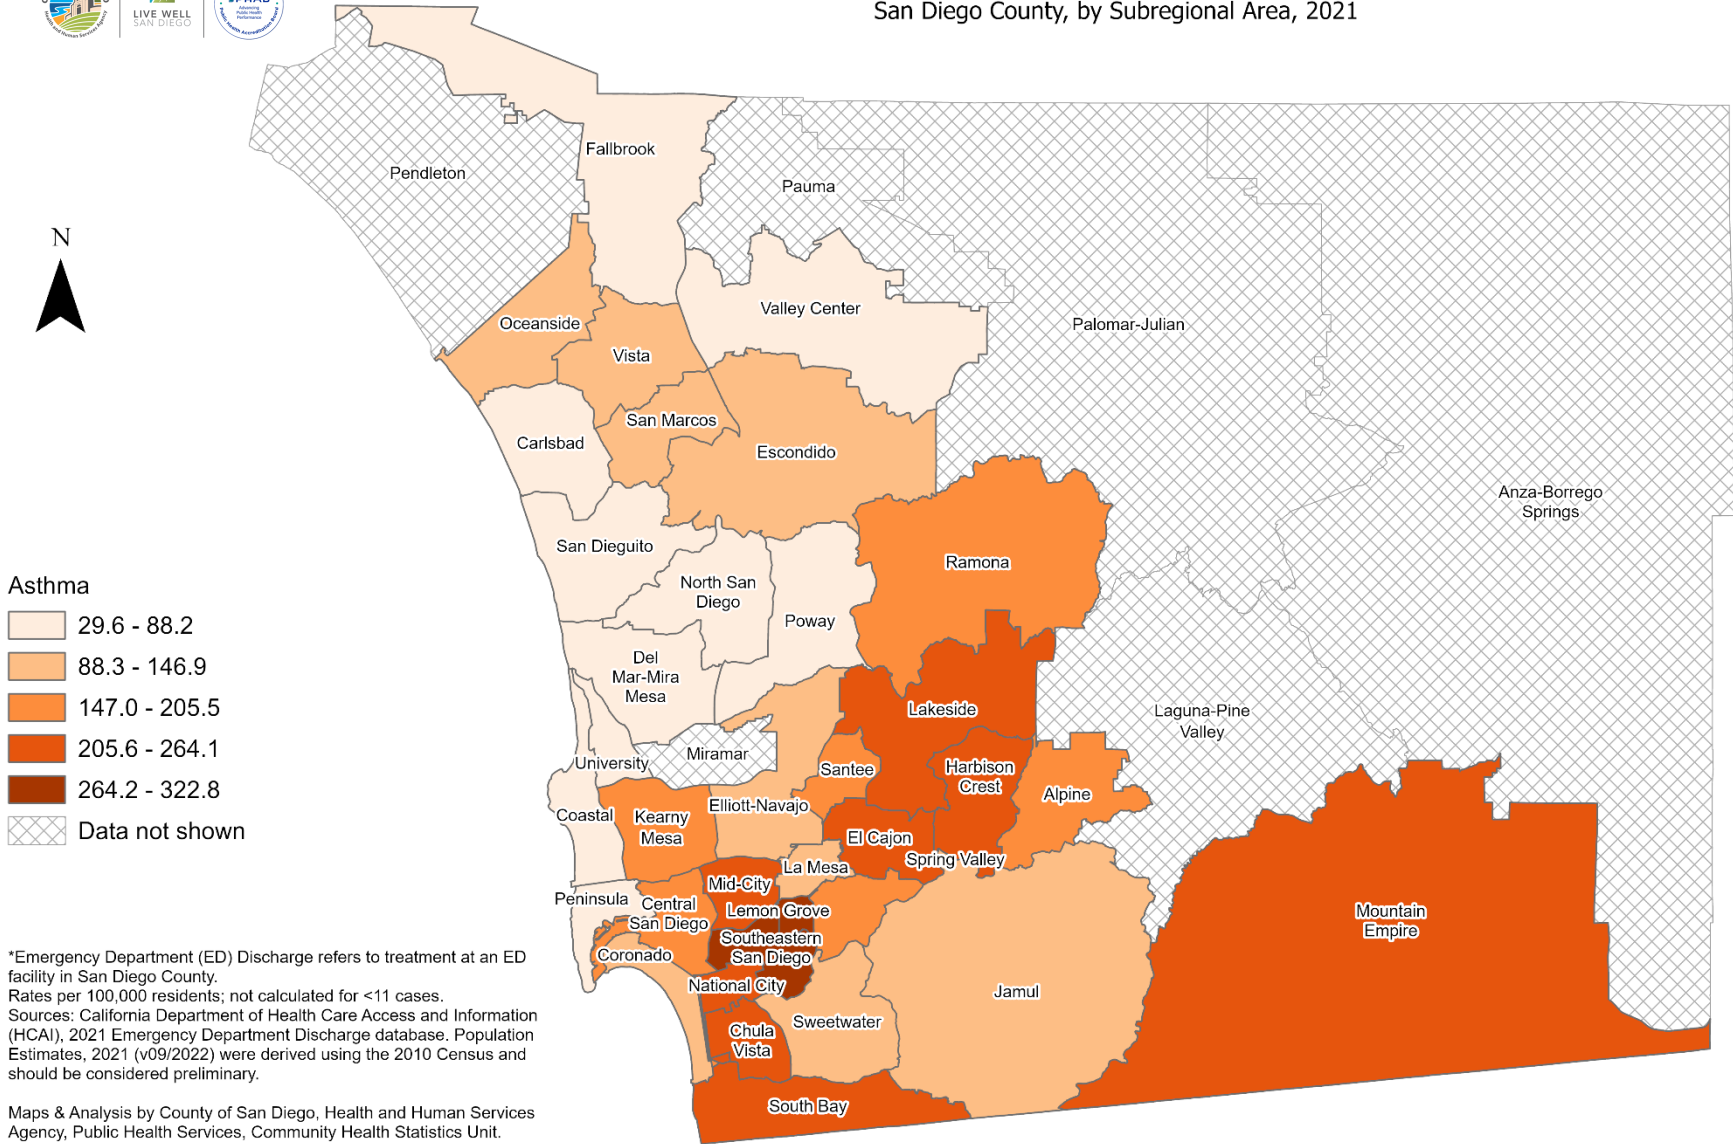 San Diego County, by Subregional Area, 2021
LIVE WELL
SAN DIEGO
Advancing
Public Health
Performance
N
Pendleton
Fallbrook
Pauma
Oceanside
Vista
Valley Center
Palomar-Julian
San Marcos
Carlsbad
Escondido
Anza-Borrego
Springs
San Dieguito
North San
Diego
Poway
Ramona
Del
Mar-Mira
Mesa
Lakeside
Laguna-Pine
Valley
Miramar
University
Santee
Harbison
Crest
Alpine
Coastal
Kearny
Mesa
Elliott-Navajo
El Cajon
La Mesa
Spring Valley
Mid-City
Peninsula
Central
San Diego
Lemon Grove
Mountain
Empire
Coronado
Southeastern
San Diego
National City
Jamul
Sweetwater
Chula
Vista
South Bay
Asthma
29.6 - 88.2
88.3 - 146.9
147.0 - 205.5
205.6 - 264.1
264.2 - 322.8
Data not shown
*Emergency Department (ED) Discharge refers to treatment at an ED
facility in San Diego County.
Rates per 100,000 residents; not calculated for <11 cases.
Sources: California Department of Health Care Access and Information
(HCAI), 2021 Emergency Department Discharge database. Population
Estimates, 2021 (v09/2022) were derived using the 2010 Census and
should be considered preliminary.
Maps & Analysis by County of San Diego, Health and Human Services
Agency, Public Health Services, Community Health Statistics Unit.